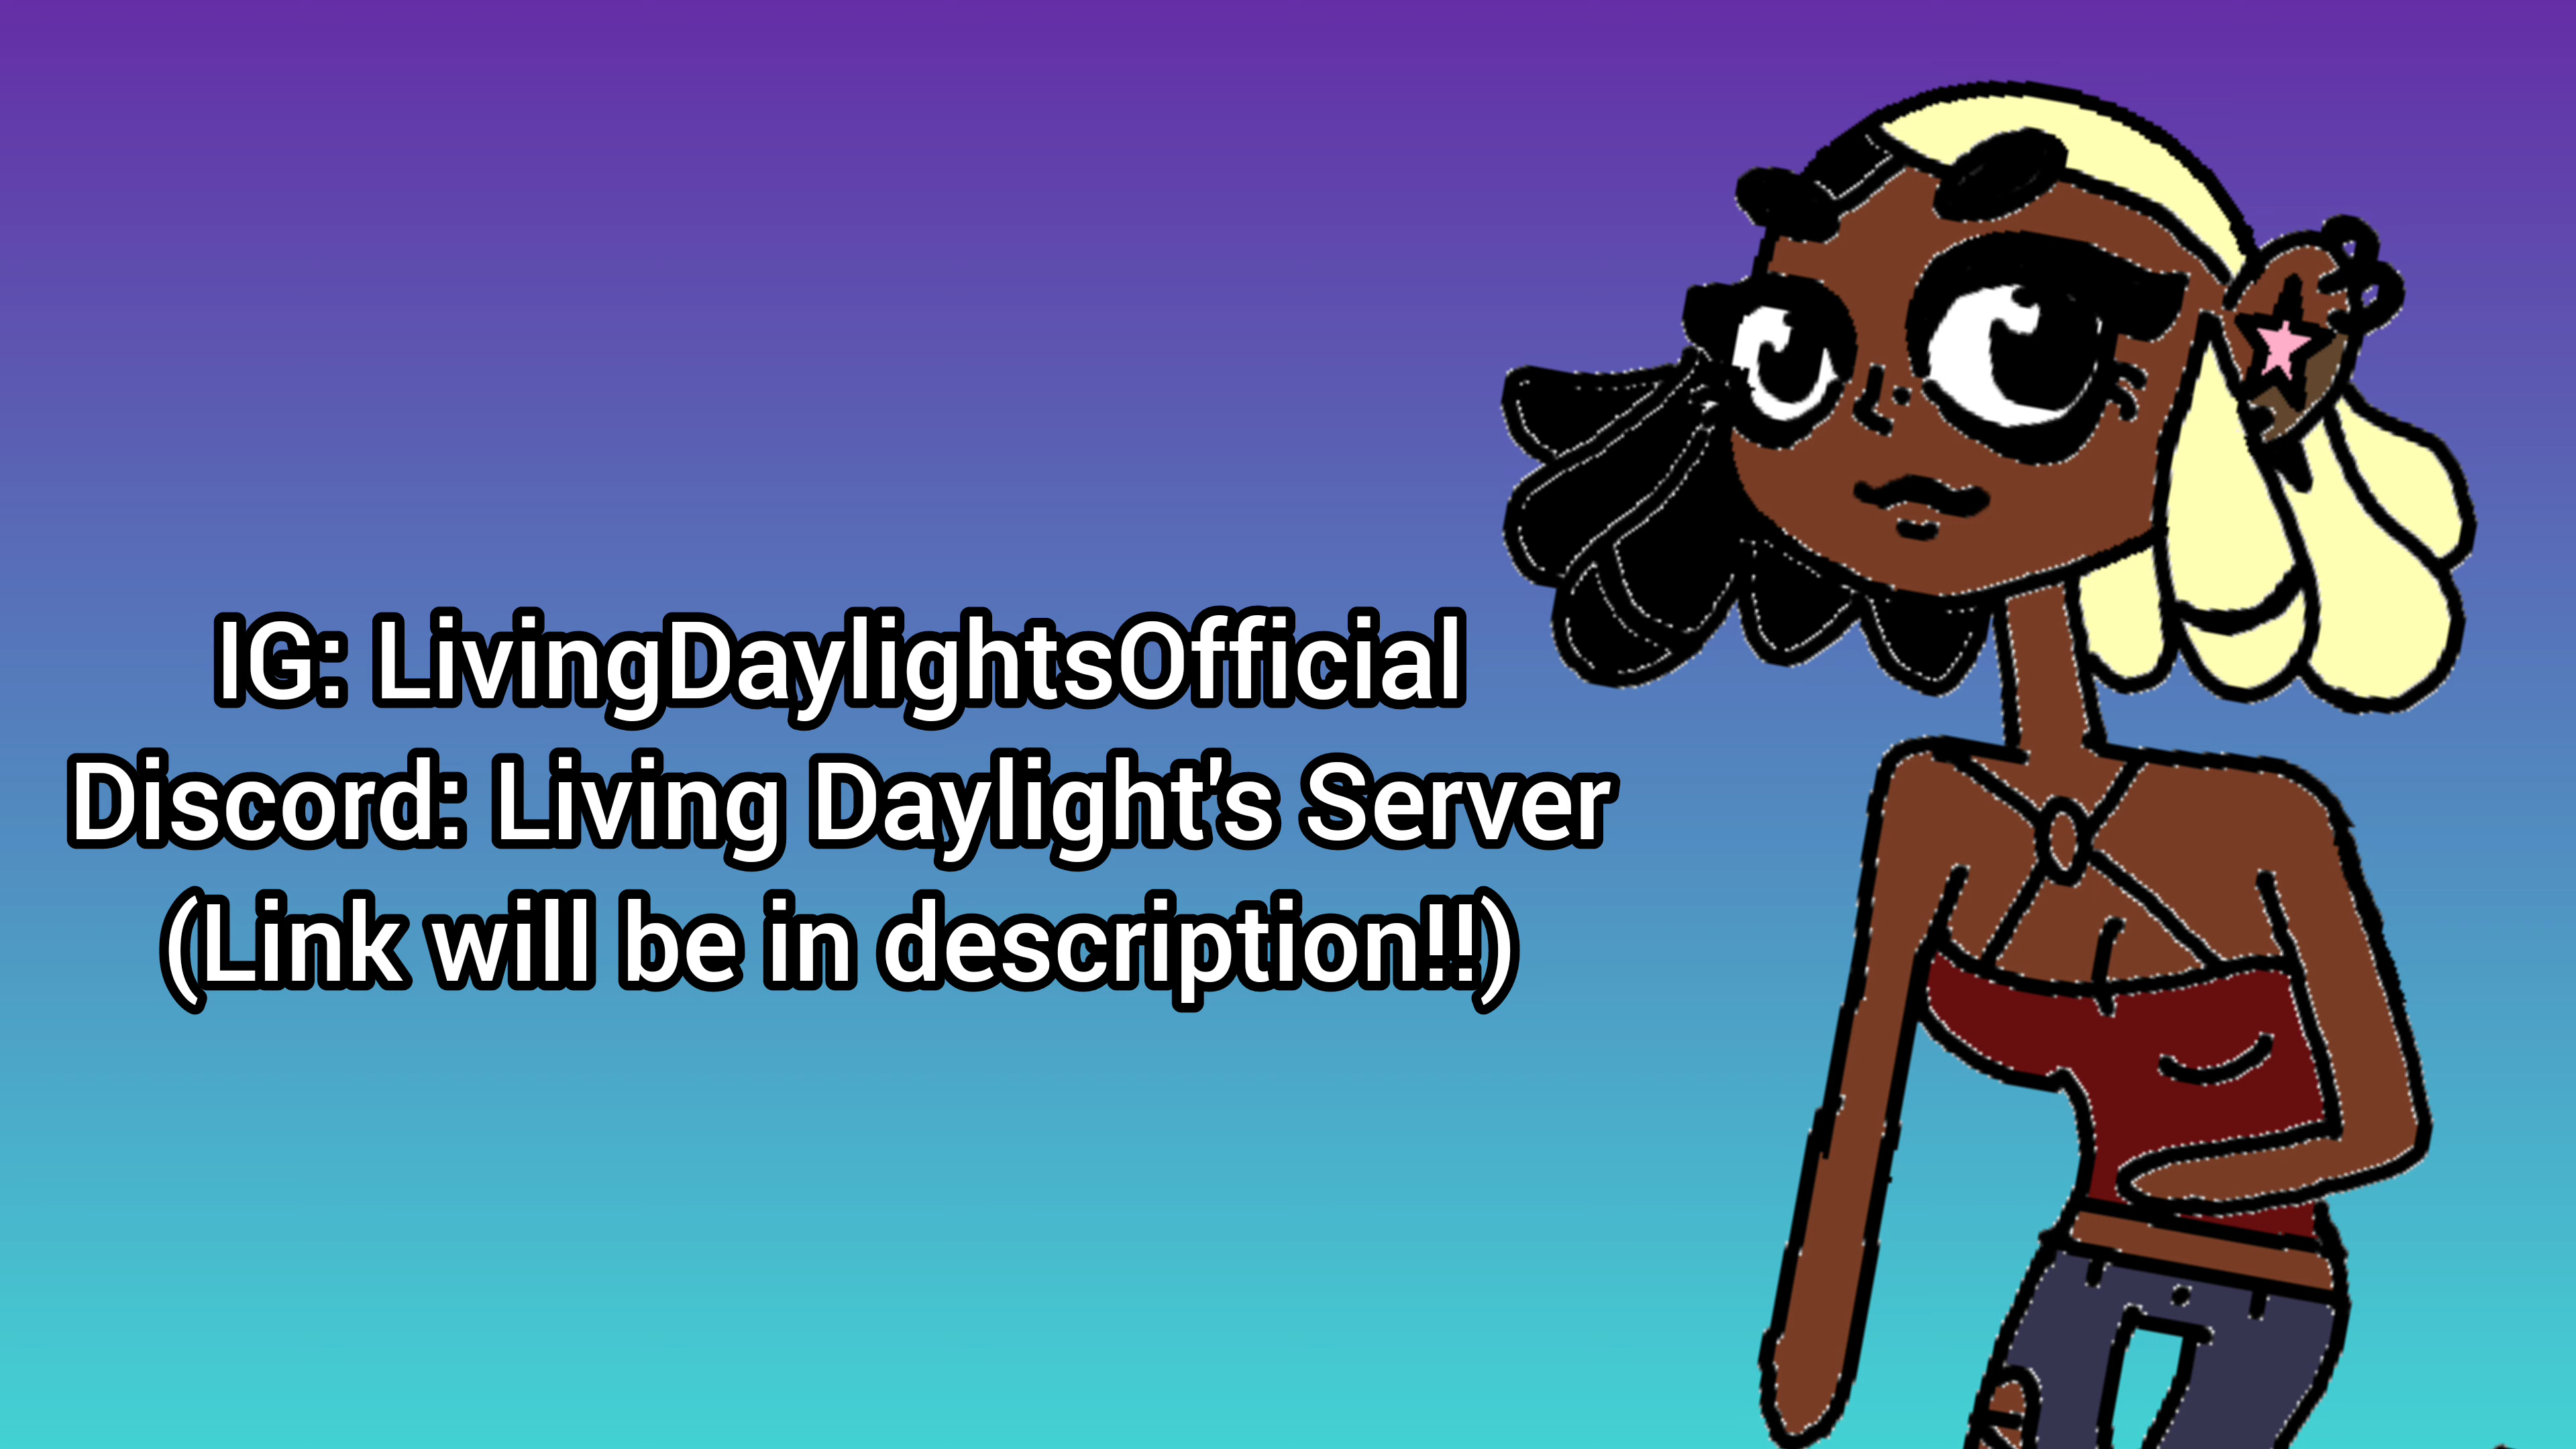 IG: LivingDaylightsOfficial
Discord: Living Daylight's Server
(Link will be in description!!)